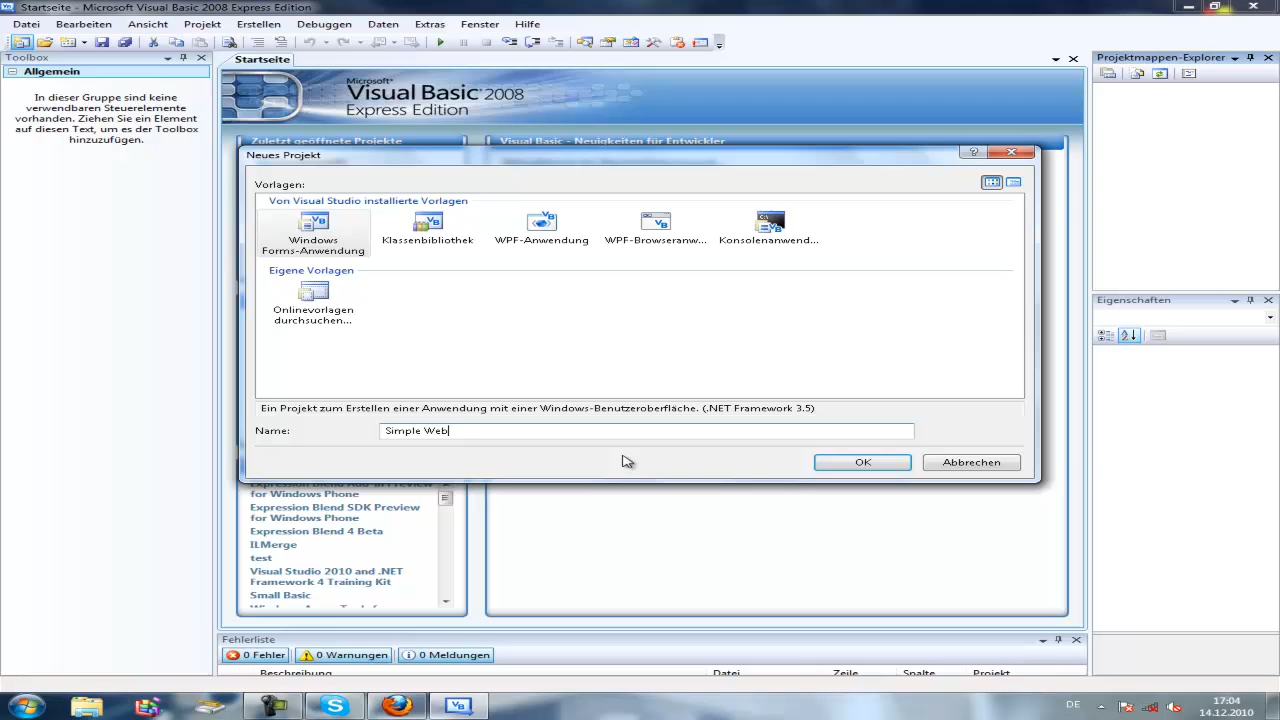 Startseite - Microsoft Visual Basic 2008 Express Edition
Datei Bearbeiten Ansicht Projekt Erstellen Debuggen Daten Extras Fenster Hilfe
Toolbox
Allgemein
In dieser Gruppe sind keine
verwendbaren Steuerelemente
vorhanden. Ziehen Sie ein Element
auf diesen Text, um es der Toolbox
hinzuzufügen.
Startseite
Microsoft®
Visual Basic® 2008
Express Edition
Zuletzt geöffnete Projekte
Visual Basic - Neuigkeiten für Entwickler
Neues Projekt
Vorlagen:
Von Visual Studio installierte Vorlagen
Windows
Forms-Anwendung
Klassenbibliothek
WPF-Anwendung
WPF-Browseranw...
Konsolenanwend...
Eigene Vorlagen
Onlinevorlagen
durchsuchen...
Ein Projekt zum Erstellen einer Anwendung mit einer Windows-Benutzeroberfläche. (.NET Framework 3.5)
Name: Simple Web
OK Abbrechen
Expression Blend Add-in Preview
for Windows Phone
Expression Blend SDK Preview
for Windows Phone
Expression Blend 4 Beta
ILMerge
test
Visual Studio 2010 and .NET
Framework 4 Training Kit
Small Basic
Projektmappen-Explorer
Eigenschaften
Fehlerliste
0 Fehler 0 Warnungen 0 Meldungen
Beschreibung Datei Zeile Spalte Projekt
DE 17:04
14.12.2010